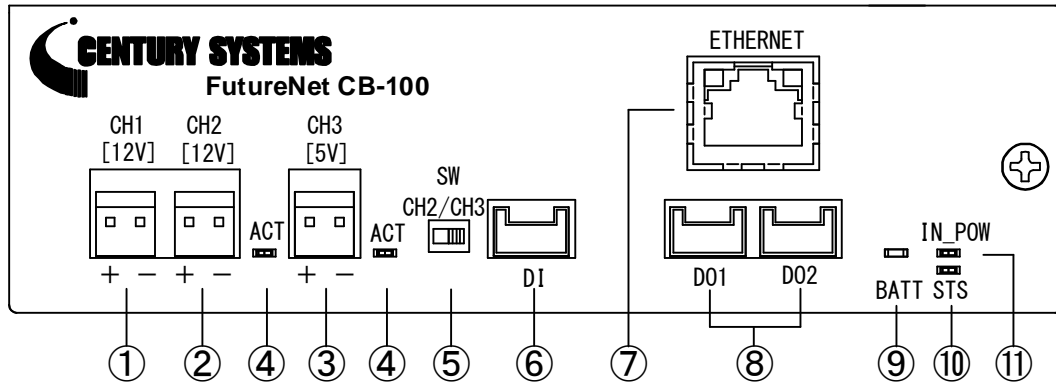 CENTURY SYSTEMS
FutureNet CB-100
ETHERNET
CH1
[12V]
CH2
[12V]
CH3
[5V]
SW
CH2/CH3
ACT
ACT
IN_POW
+ −
+ −
+ −
DI
DO1
DO2
BATT
STS
① ② ④ ③ ④ ⑤ ⑥ ⑦ ⑧ ⑨ ⑩ ⑪